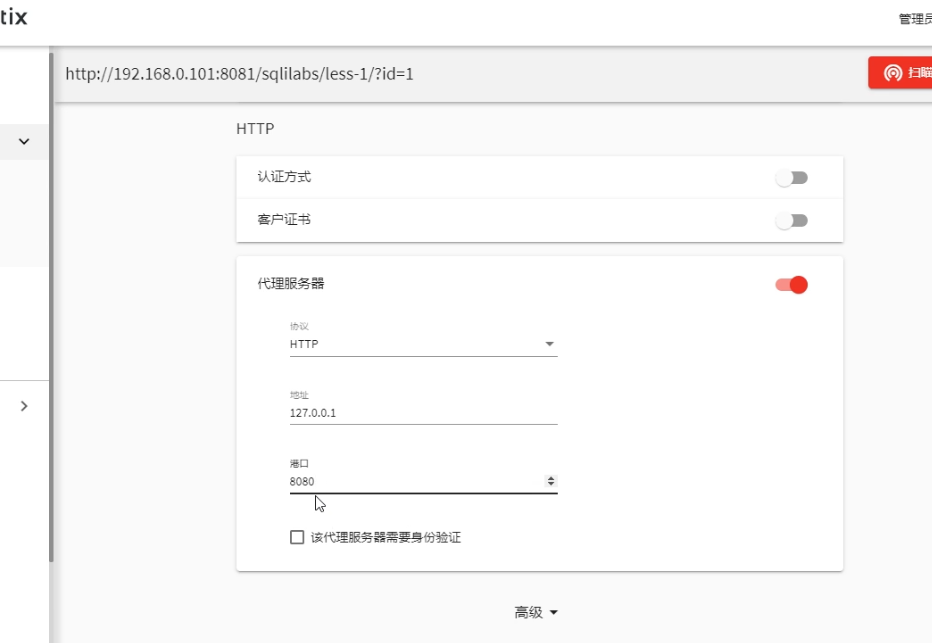 tix
管理员
http://192.168.0.101:8081/sqlilabs/less-1/?id=1
扫瞄
HTTP
认证方式
客户证书
代理服务器
协议
HTTP
地址
127.0.0.1
港口
8080
该代理服务器需要身份验证
高级